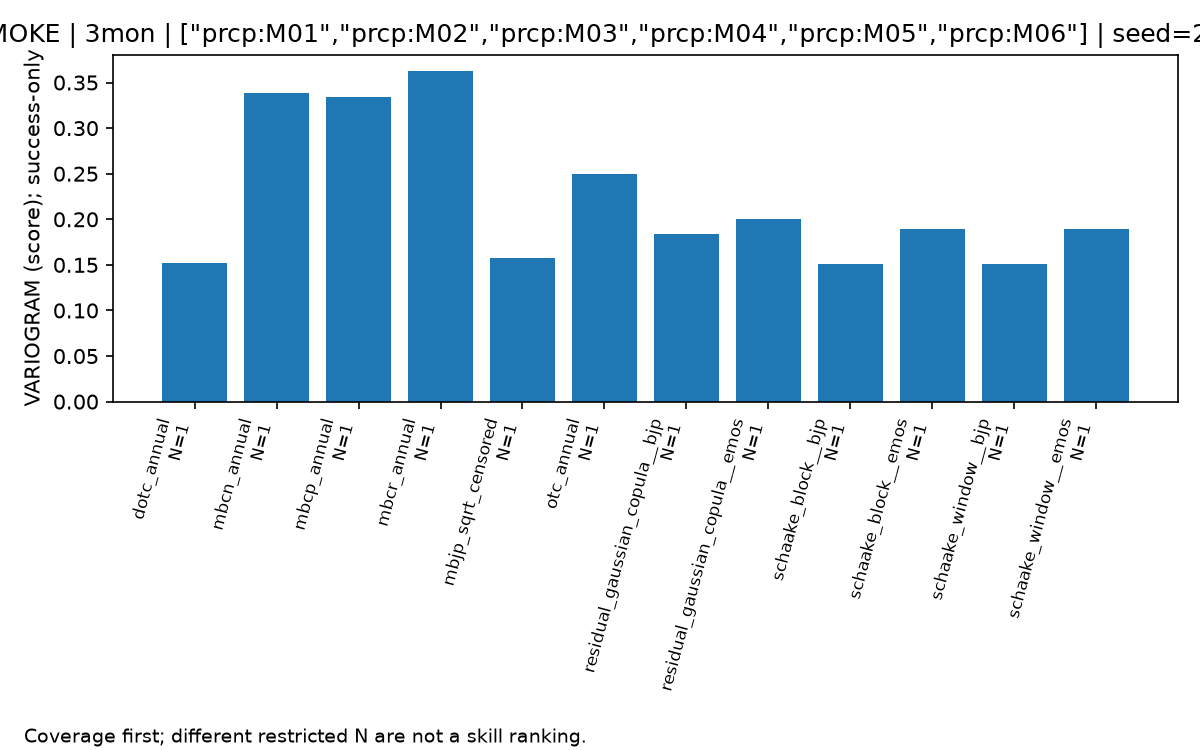 MOKE | 3mon | ["prcp:M01","prcp:M02","prcp:M03","prcp:M04","prcp:M05","prcp:M06"] | seed=2
VARIOGRAM (score); success-only
0.35
0.30
0.25
0.20
0.15
0.10
0.05
0.00
dotc_annual
N=1
mbcn_annual
N=1
mbcp_annual
N=1
mbcr_annual
N=1
mbjp_sqrt_censored
N=1
otc_annual
N=1
residual_gaussian_copula__bjp
N=1
residual_gaussian_copula__emos
N=1
schaake_block__bjp
N=1
schaake_block__emos
N=1
schaake_window__bjp
N=1
schaake_window__emos
N=1
Coverage first; different restricted N are not a skill ranking.